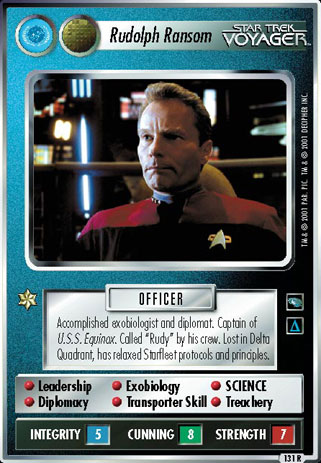 Rudolph Ransom
STAR TREK
VOYAGER™
TM & © 2001 PAR. PIC. TM & © 2001 DECIPHER INC.
OFFICER
Accomplished exobiologist and diplomat. Captain of
U.S.S. Equinox. Called "Rudy" by his crew. Lost in Delta
Quadrant, has relaxed Starfleet protocols and principles.
Leadership Exobiology SCIENCE
Diplomacy Transporter Skill Treachery
INTEGRITY 5 CUNNING 8 STRENGTH 7
131 R